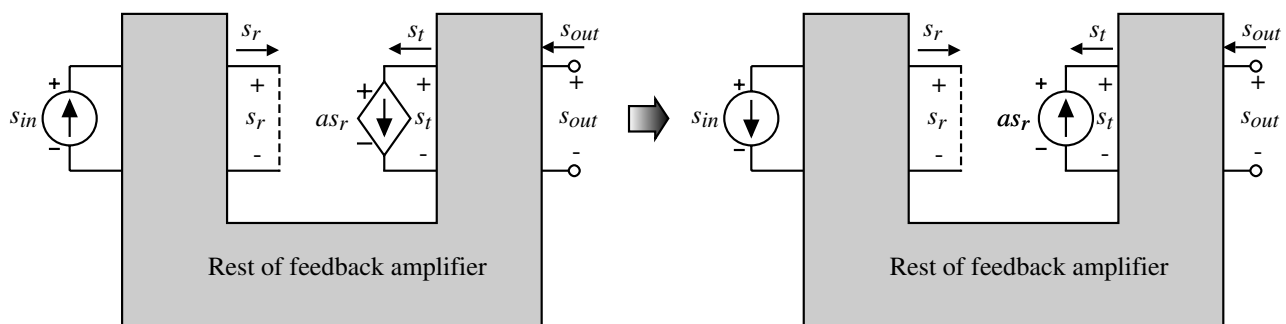 s_r s_t s_out s_r s_t s_out
+ + + + + + + + + +
s_in s_r as_r s_t s_out s_in s_r as_r s_t s_out
− - − - - − - − - -
Rest of feedback amplifier Rest of feedback amplifier